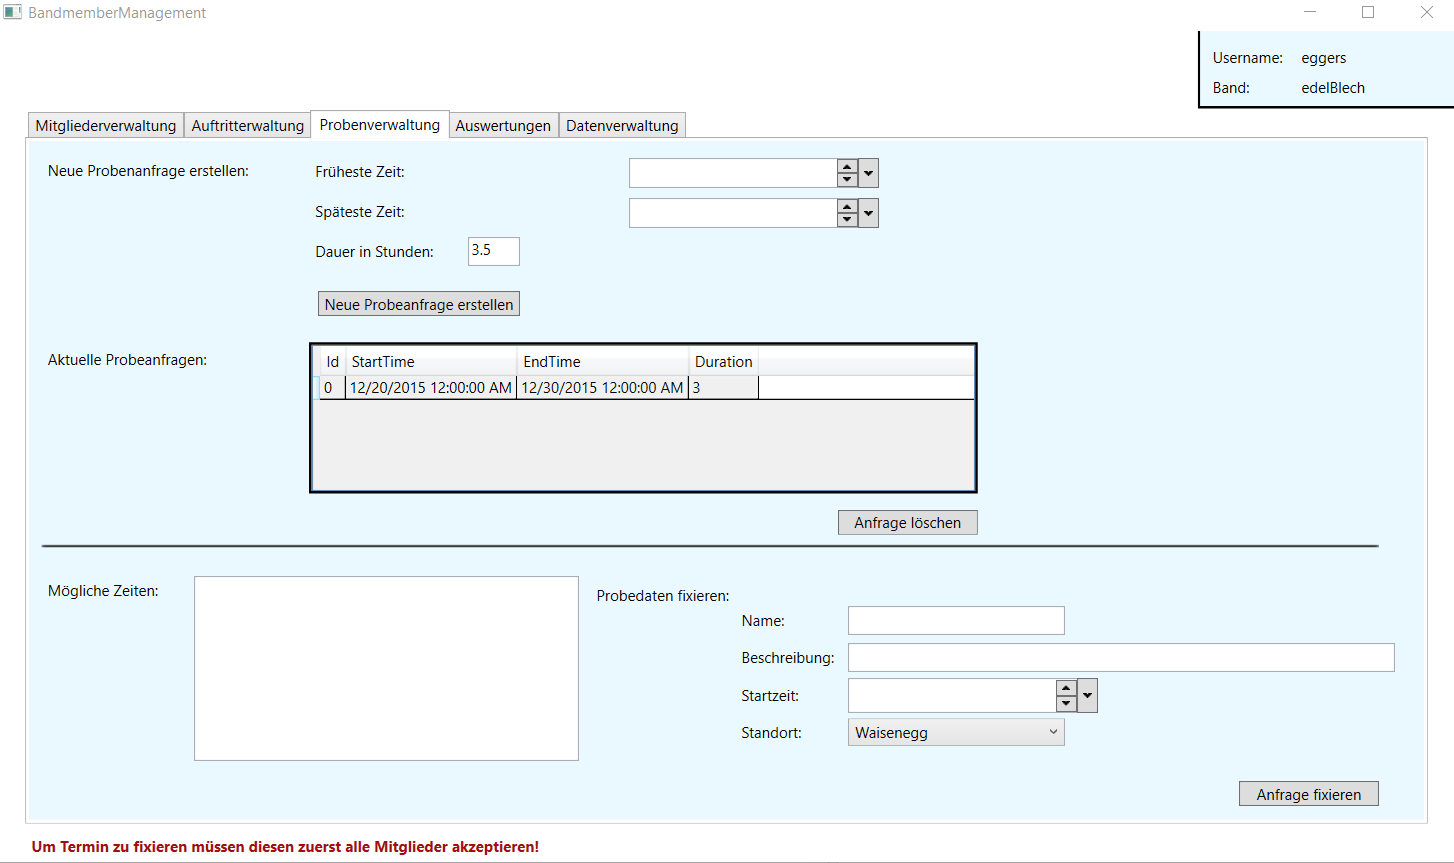 BandmemberManagement
Username: eggers
Band: edelBlech
Mitgliederverwaltung Auftritterwaltung Probenverwaltung Auswertungen Datenverwaltung
Neue Probenanfrage erstellen: Früheste Zeit:
Späteste Zeit:
Dauer in Stunden: 3.5
Neue Probeanfrage erstellen
Aktuelle Probeanfragen:
Id StartTime EndTime Duration
0 12/20/2015 12:00:00 AM 12/30/2015 12:00:00 AM 3
Anfrage löschen
Mögliche Zeiten:
Probedaten fixieren:
Name:
Beschreibung:
Startzeit:
Standort: Waisenegg
Anfrage fixieren
Um Termin zu fixieren müssen diesen zuerst alle Mitglieder akzeptieren!